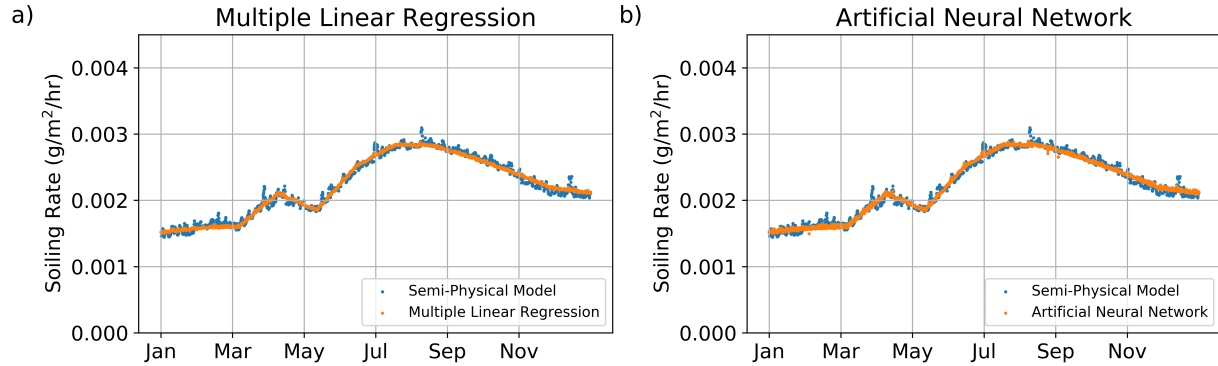 a)
Multiple Linear Regression
Soiling Rate (g/m²/hr)
0.004
0.003
0.002
0.001
0.000
Semi-Physical Model
Multiple Linear Regression
Jan Mar May Jul Sep Nov
b)
Artificial Neural Network
Soiling Rate (g/m²/hr)
0.004
0.003
0.002
0.001
0.000
Semi-Physical Model
Artificial Neural Network
Jan Mar May Jul Sep Nov